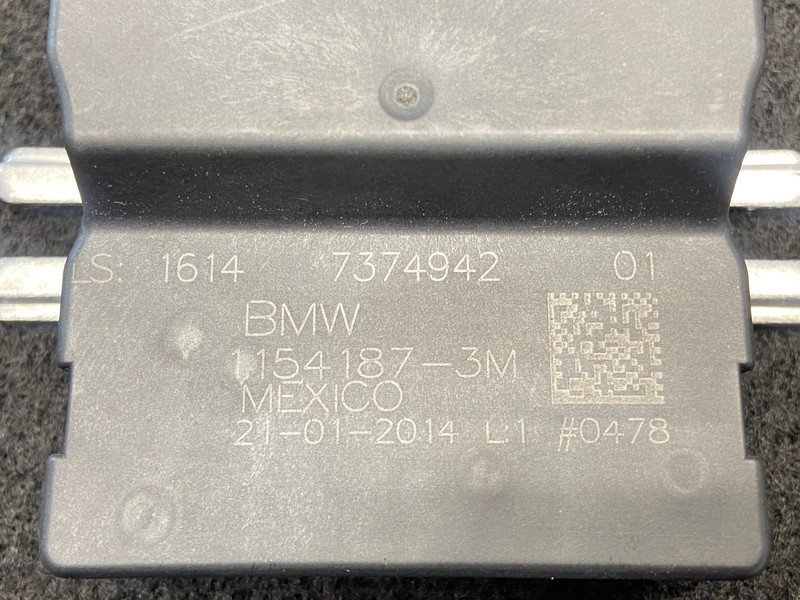 LS: 1614 7374942 01
BMW
1154187-3M
MEXICO
21-01-2014 L:1 #0478